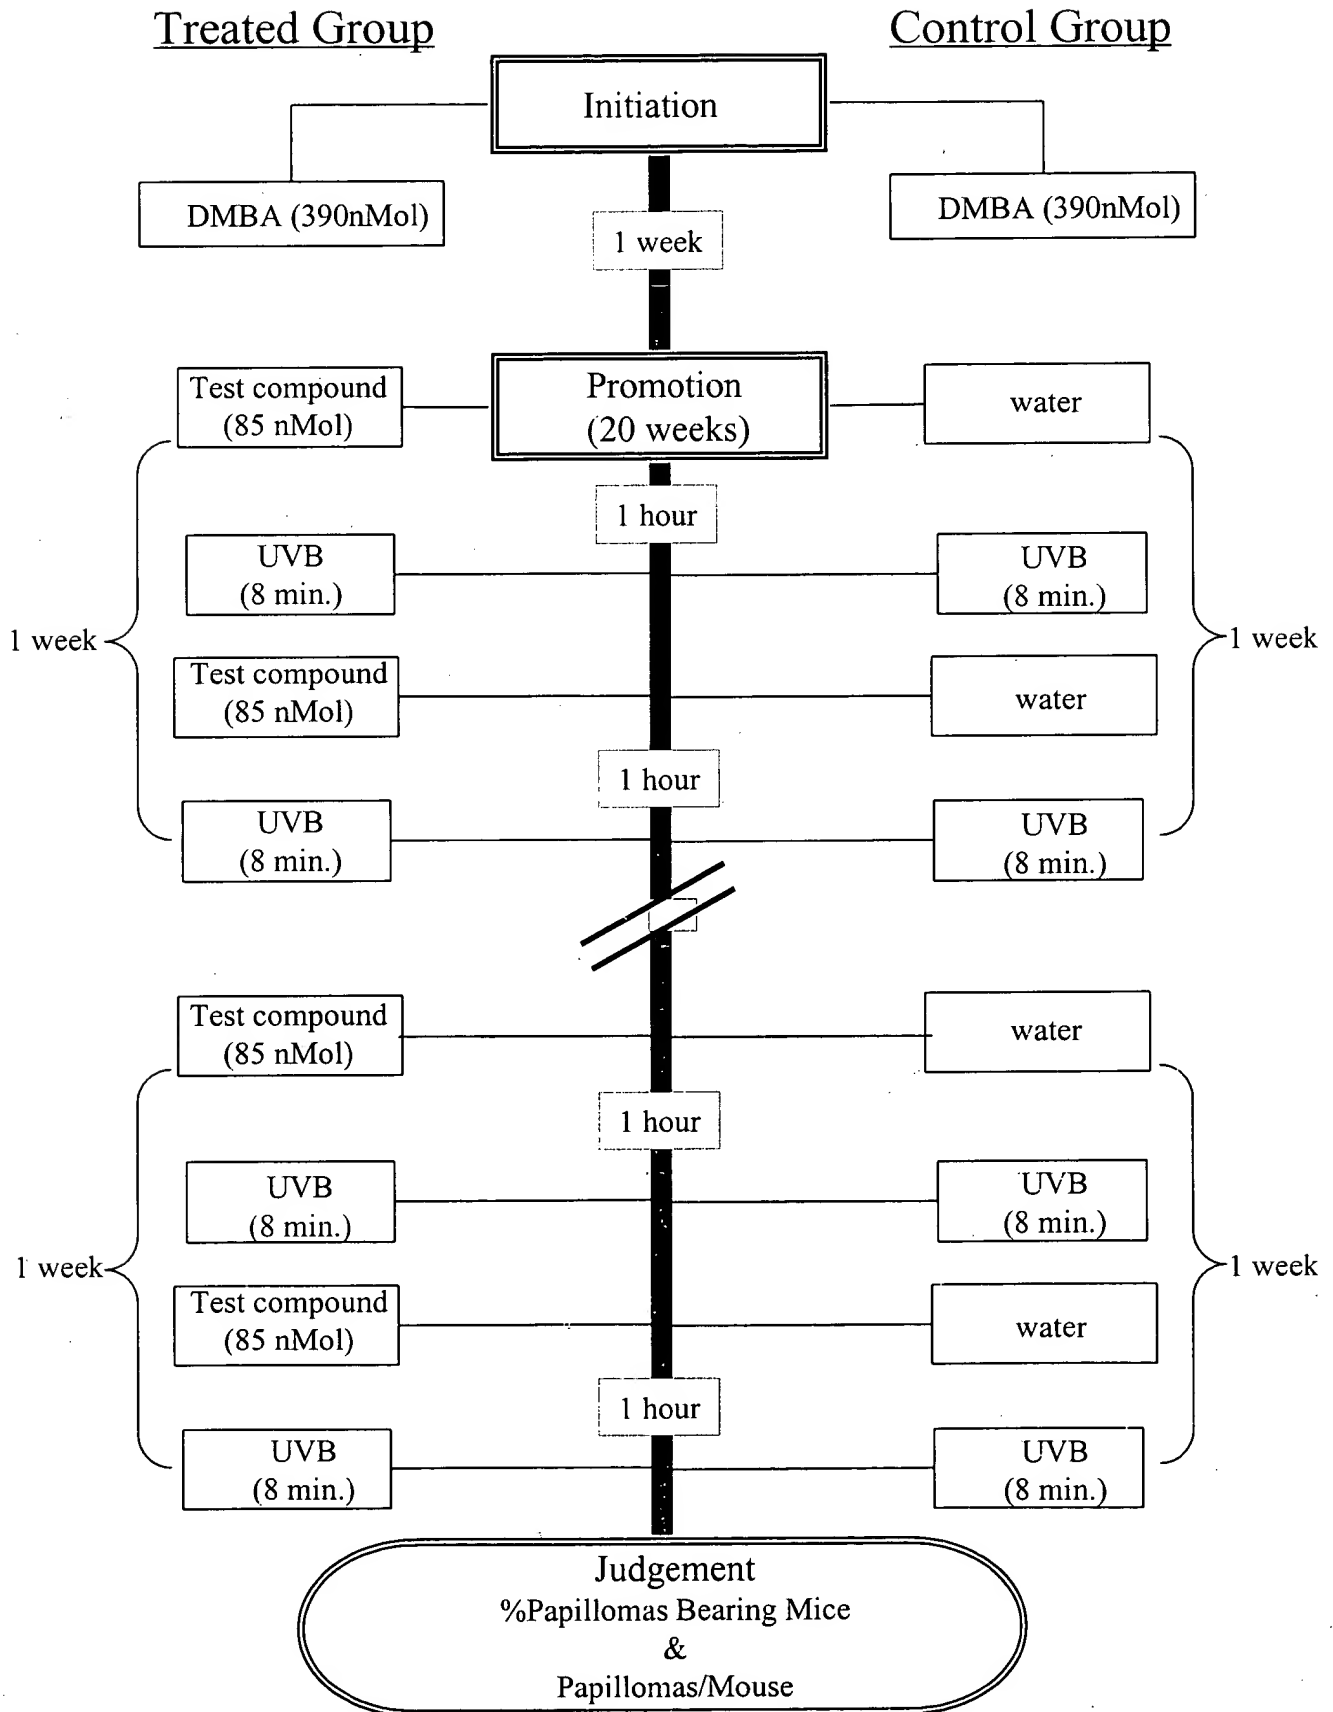 Treated Group
Control Group
Initiation
DMBA (390nMol)
DMBA (390nMol)
1 week
Test compound
(85 nMol)
Promotion
(20 weeks)
water
1 hour
UVB
(8 min.)
UVB
(8 min.)
1 week
1 week
Test compound
(85 nMol)
water
1 hour
UVB
(8 min.)
UVB
(8 min.)
Test compound
(85 nMol)
water
1 hour
UVB
(8 min.)
UVB
(8 min.)
1 week
1 week
Test compound
(85 nMol)
water
1 hour
UVB
(8 min.)
UVB
(8 min.)
Judgement
%Papillomas Bearing Mice
&
Papillomas/Mouse